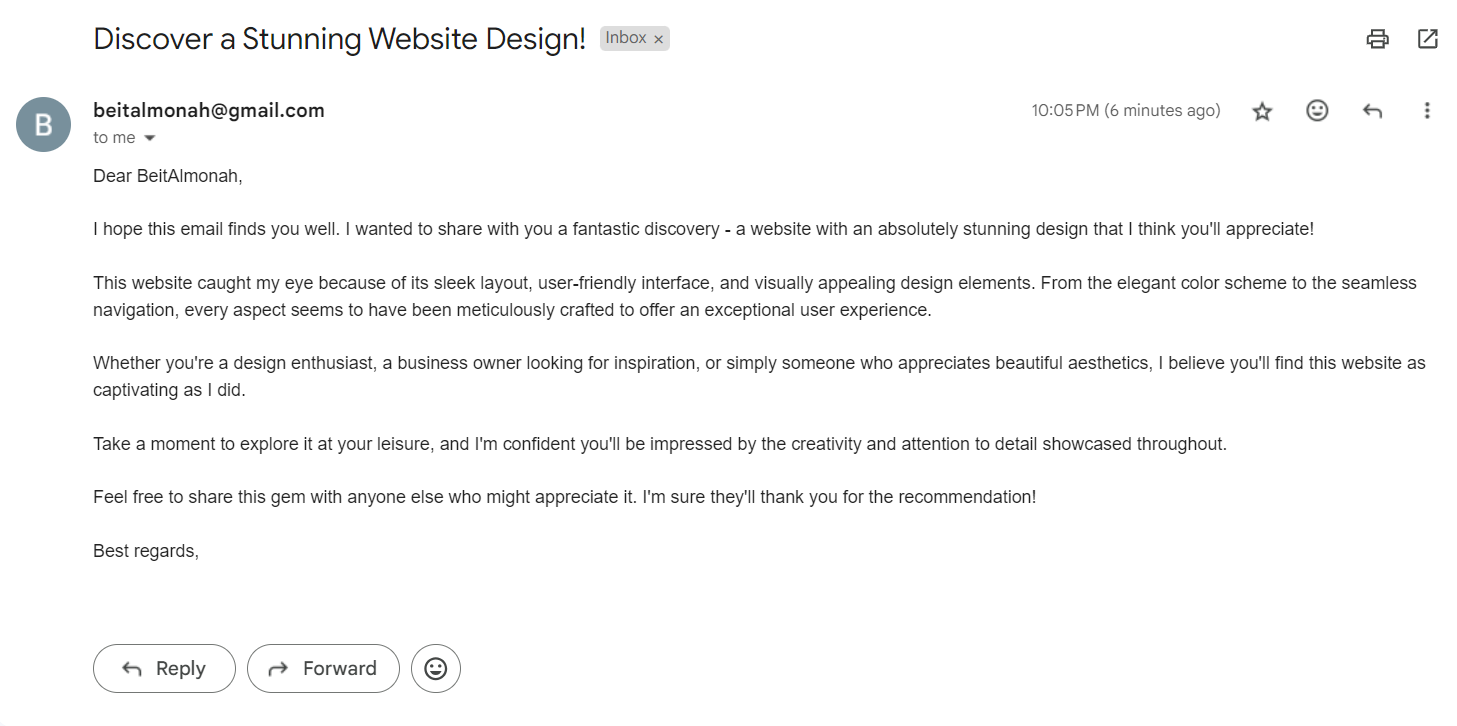 Discover a Stunning Website Design! Inbox ×
B
beitalmonah@gmail.com 10:05 PM (6 minutes ago)
to me
Dear BeitAlmonah,
I hope this email finds you well. I wanted to share with you a fantastic discovery - a website with an absolutely stunning design that I think you'll appreciate!
This website caught my eye because of its sleek layout, user-friendly interface, and visually appealing design elements. From the elegant color scheme to the seamless
navigation, every aspect seems to have been meticulously crafted to offer an exceptional user experience.
Whether you're a design enthusiast, a business owner looking for inspiration, or simply someone who appreciates beautiful aesthetics, I believe you'll find this website as
captivating as I did.
Take a moment to explore it at your leisure, and I'm confident you'll be impressed by the creativity and attention to detail showcased throughout.
Feel free to share this gem with anyone else who might appreciate it. I'm sure they'll thank you for the recommendation!
Best regards,
Reply Forward